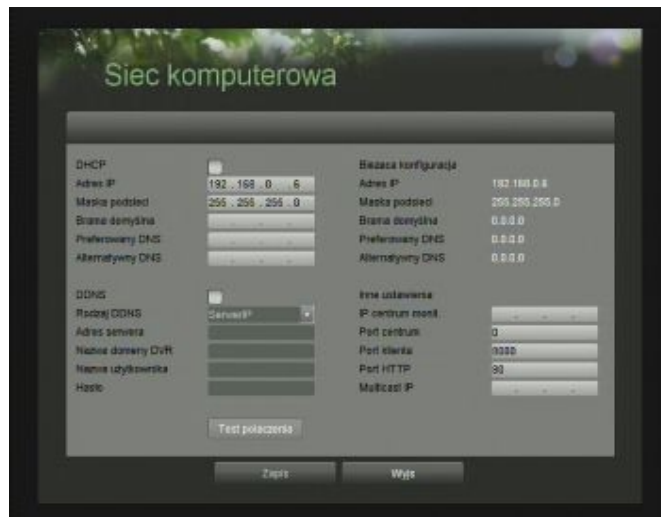 Siec komputerowa
DHCP
Adres IP 192 . 168 . 0 . 6
Maska podsieci 255 . 255 . 255 . 0
Brama domyślna . . .
Preferowany DNS . . .
Alternatywny DNS . . .
Biezaca konfiguracja
Adres IP 192.168.0.6
Maska podsieci 255.255.255.0
Brama domyślna 0.0.0.0
Preferowany DNS 0.0.0.0
Alternatywny DNS 0.0.0.0
DDNS
Rodzaj DDNS ServerIP
Adres serwera
Nazwa domeny DVR
Nazwa użytkownika
Hasło
Inne ustawienia
IP centrum monit. . . .
Port centrum 0
Port klienta 8000
Port HTTP 80
Multicast IP . . .
Test polaczenia
Zapis Wyjs